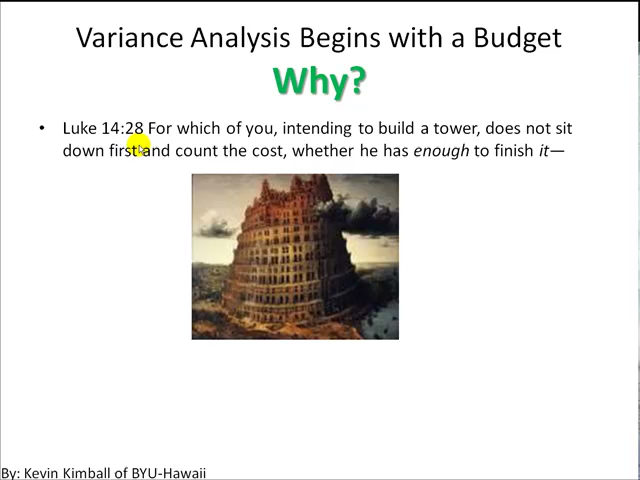 Variance Analysis Begins with a Budget
Why?
• Luke 14:28 For which of you, intending to build a tower, does not sit
down first and count the cost, whether he has enough to finish it—
By: Kevin Kimball of BYU-Hawaii